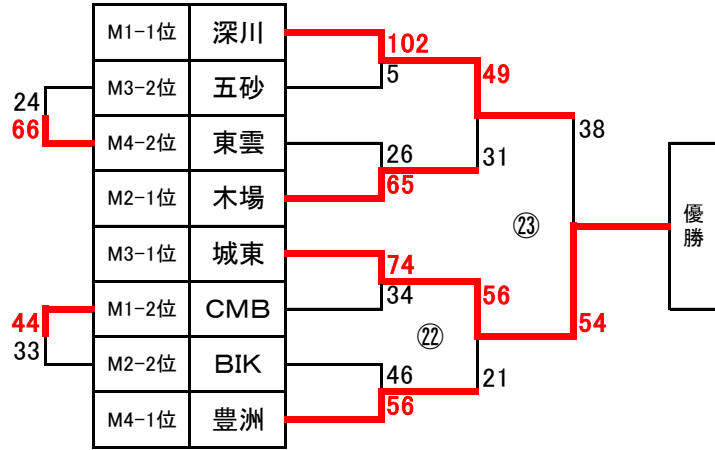 M1-1位 深川
102
M3-2位 五砂
5
49
24
66
M4-2位 東雲
26
31
38
M2-1位 木場
65
優勝
㉓
M3-1位 城東
74
M1-2位 CMB
34
56
54
44
33
㉒
M2-2位 BIK
46
21
M4-1位 豊洲
56